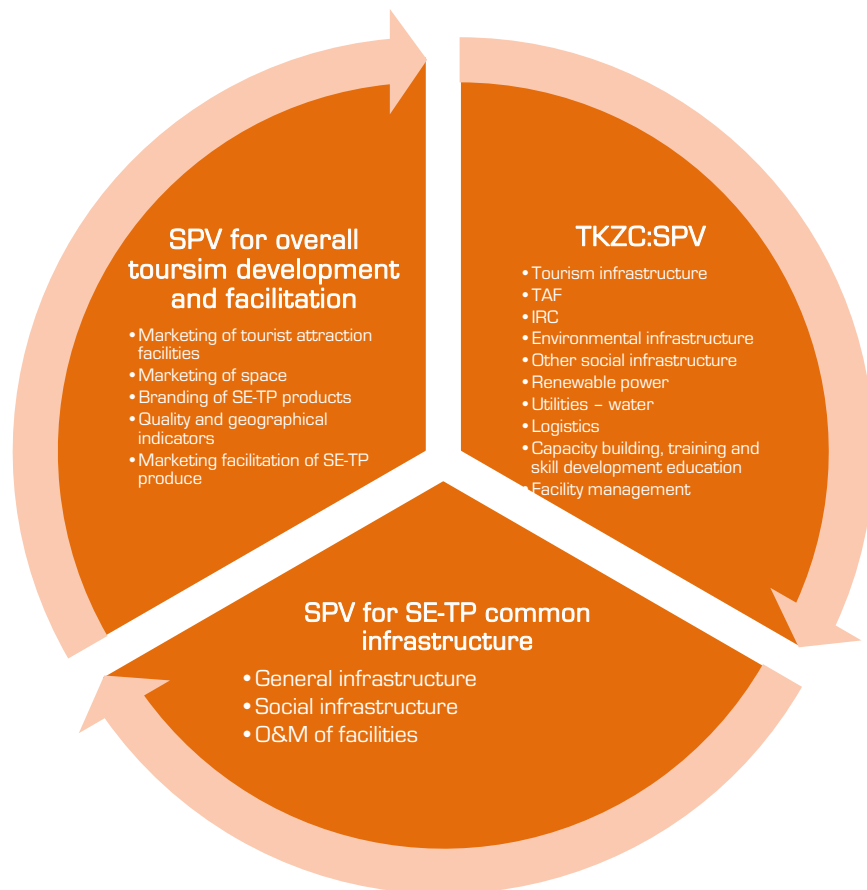 SPV for overall
toursim development
and facilitation
•Marketing of tourist attraction
facilities
•Marketing of space
•Branding of SE-TP products
•Quality and geographical
indicators
•Marketing facilitation of SE-TP
produce
TKZC:SPV
•Tourism infrastructure
•TAF
•IRC
•Environmental infrastructure
•Other social infrastructure
•Renewable power
•Utilities – water
•Logistics
•Capacity building, training and
skill development education
•Facility management
SPV for SE-TP common
infrastructure
•General infrastructure
•Social infrastructure
•O&M of facilities